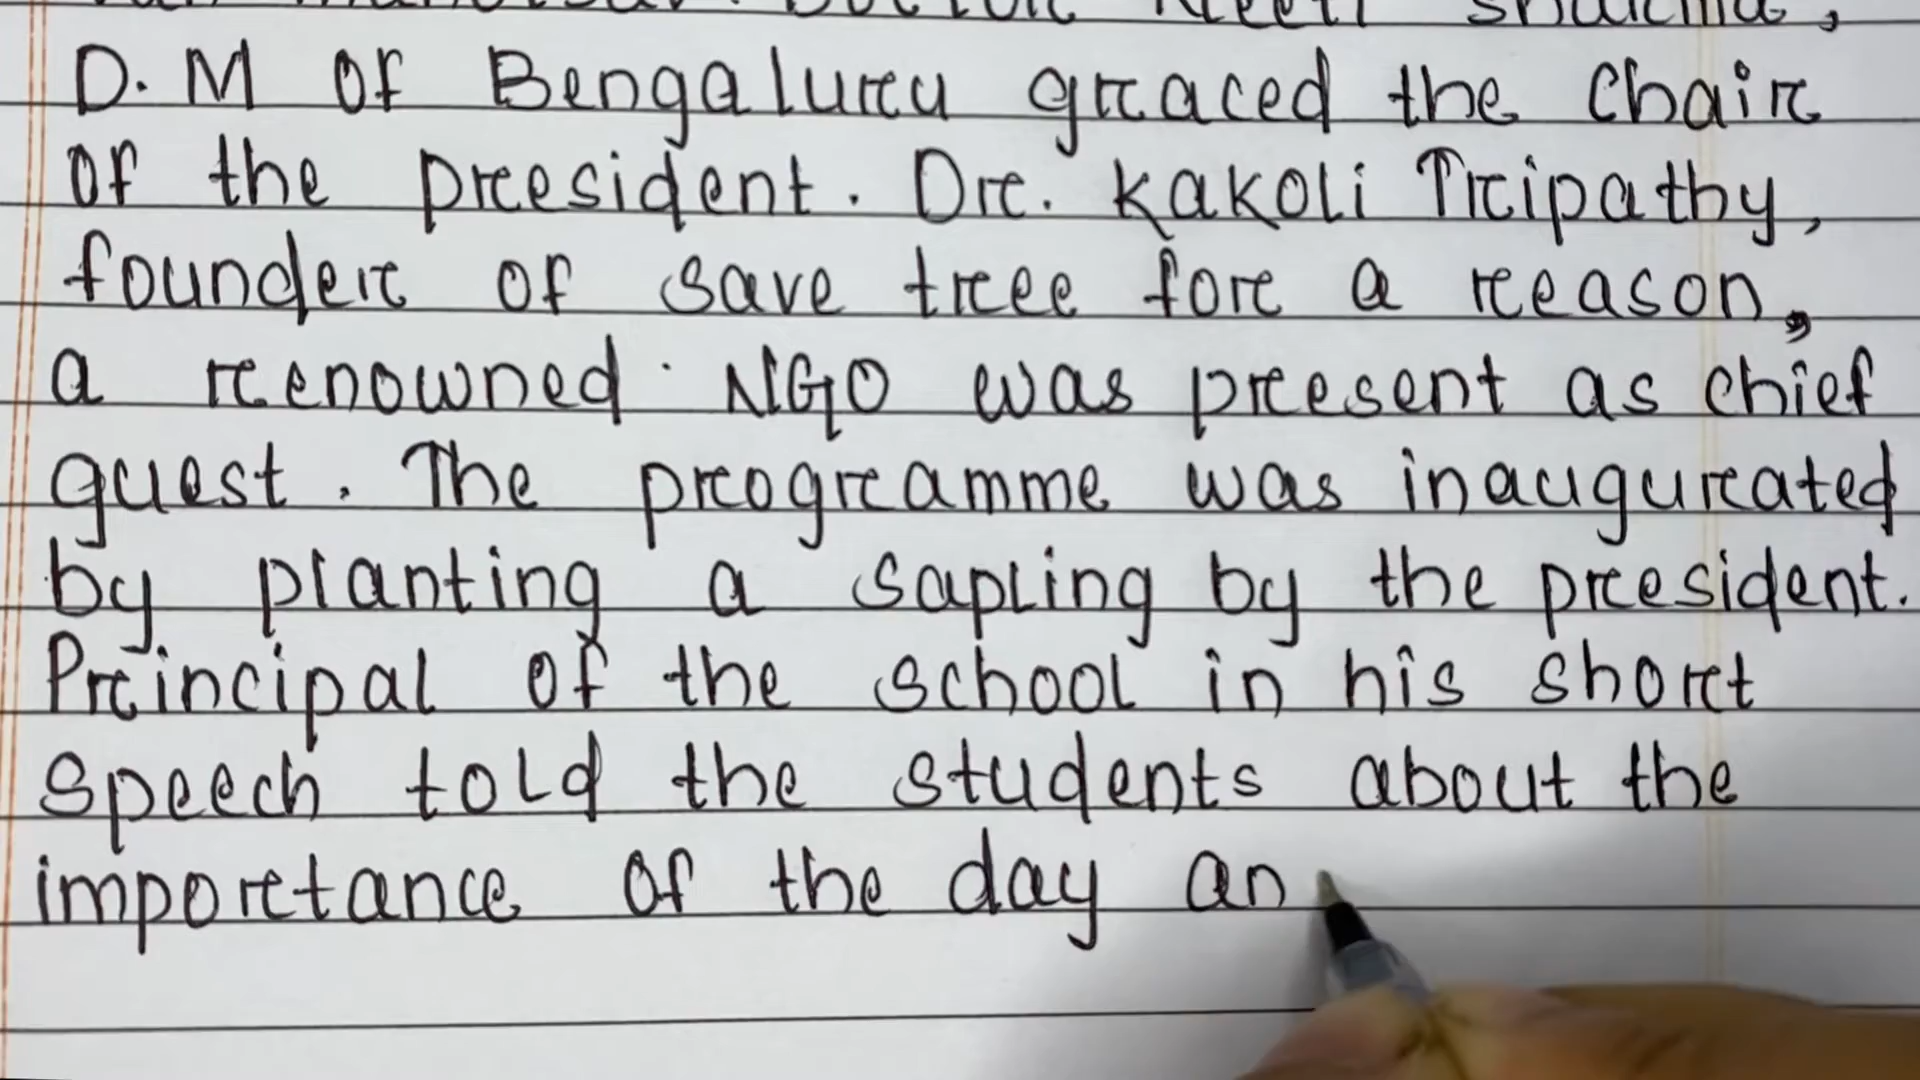 D.M of Bengaluru graced the chair
of the president. Dr. Kakoli Tripathy,
founder of save tree for a reason,
a renowned NGO was present as chief
guest. The programme was inaugurated
by planting a sapling by the president.
Principal of the school in his short
speech told the students about the
importance of the day an